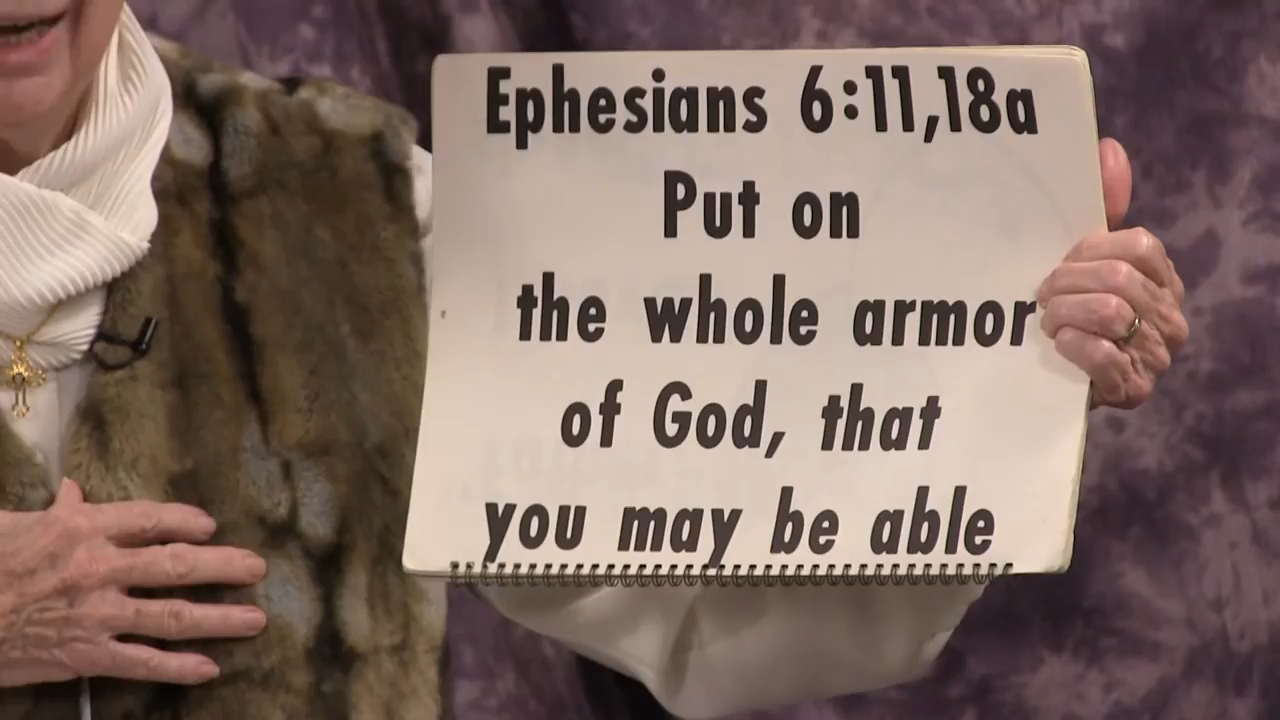 Ephesians 6:11,18a
Put on
the whole armor
of God, that
you may be able